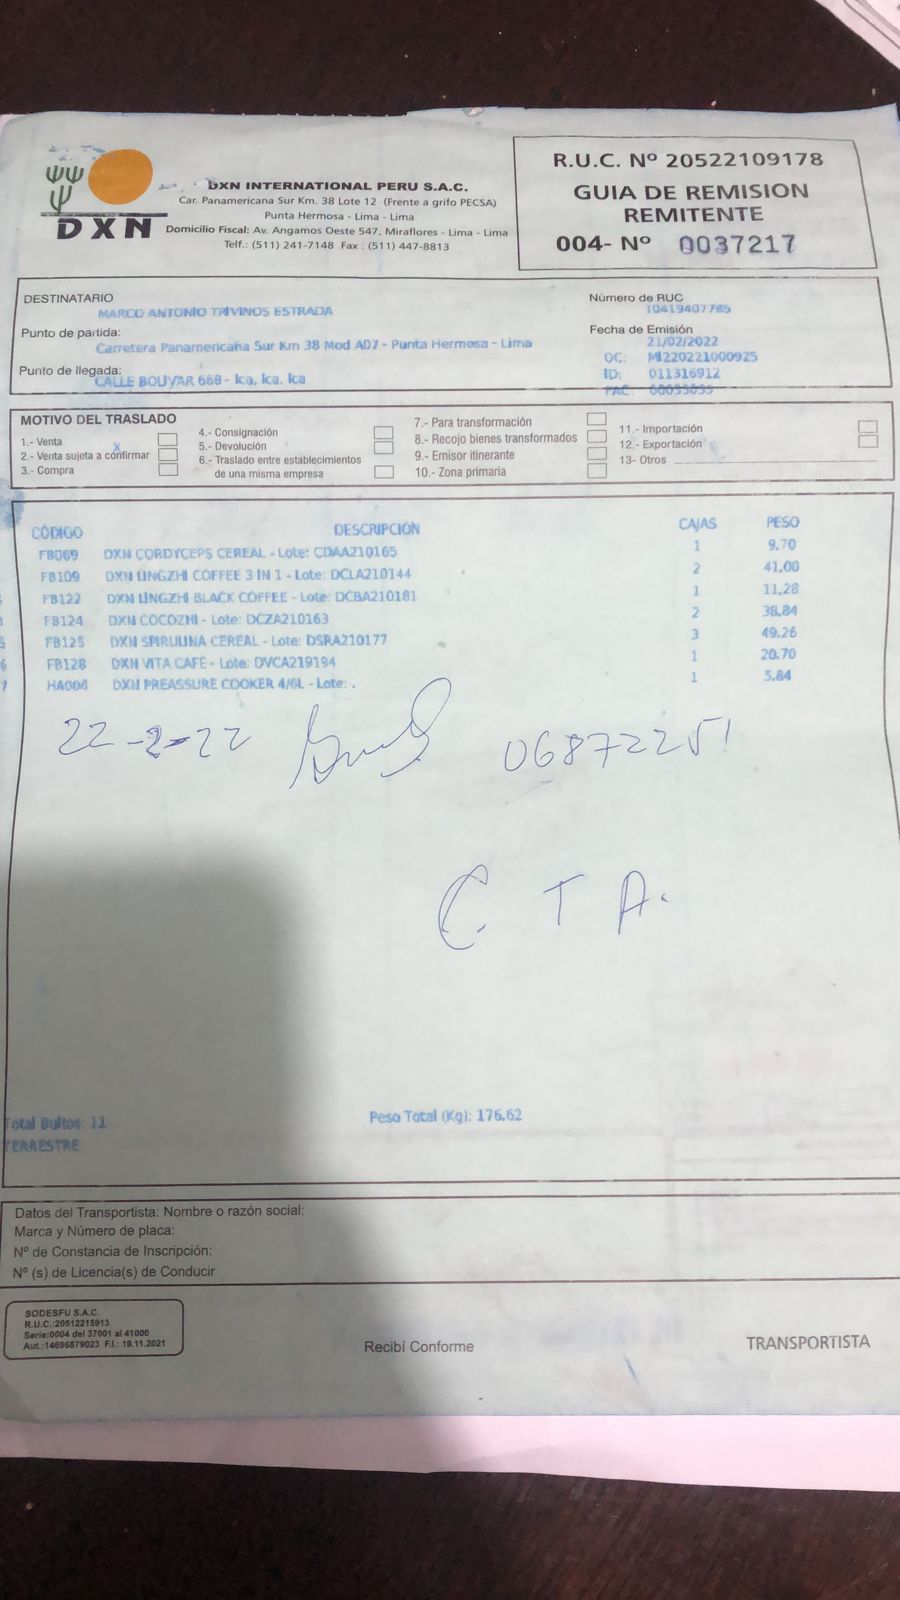 DXN
DXN INTERNATIONAL PERU S.A.C.
Car. Panamericana Sur Km. 38 Lote 12 (Frente a grifo PECSA)
Punta Hermosa - Lima - Lima
Domicilio Fiscal: Av. Angamos Oeste 547, Miraflores - Lima - Lima
Telf.: (511) 241-7148 Fax : (511) 447-8813
R.U.C. Nº 20522109178
GUIA DE REMISION
REMITENTE
004- Nº 0037217
DESTINATARIO
MARCO ANTONIO TRIVINOS ESTRADA
Punto de partida:
Carretera Panamericana Sur Km 38 Mod AD7 - Punta Hermosa - Lima
Punto de llegada:
CALLE BOLIVAR 668 - Ica, Ica, Ica
Número de RUC
10419407785
Fecha de Emisión
21/02/2022
OC: MI220221000925
ID: 011316912
FAC: 00053035
MOTIVO DEL TRASLADO
1.- Venta
2.- Venta sujeta a confirmar x
3.- Compra
4.- Consignación
5.- Devolución
6.- Traslado entre establecimientos
de una misma empresa
7.- Para transformación
8.- Recojo bienes transformados
9.- Emisor itinerante
10.- Zona primaria
11.- Importación
12.- Exportación
13- Otros
CÓDIGO DESCRIPCION CAJAS PESO
FB069 DXN CORDYCEPS CEREAL - Lote: CDAA210165 1 9.70
FB109 DXN LINGZHI COFFEE 3 IN 1 - Lote: DCLA210144 2 41.00
FB122 DXN LINGZHI BLACK COFFEE - Lote: DCBA210181 1 11.28
FB124 DXN COCOZHI - Lote: DCZA210163 2 38.84
5 FB125 DXN SPIRULINA CEREAL - Lote: DSRA210177 3 49.26
6 FB128 DXN VITA CAFÉ - Lote: DVCA219194 1 20.70
7 HA004 DXN PREASSURE COOKER 4/6L - Lote: . 1 5.84
22-2-22 06872251
C. T A.
Total Bultos: 11 Peso Total (Kg): 176.62
TERRESTRE
Datos del Transportista: Nombre o razón social:
Marca y Número de placa:
Nº de Constancia de Inscripción:
Nº (s) de Licencia(s) de Conducir
SODESFU S.A.C.
R.U.C.:20512215913
Serie:0004 del 37001 al 41000
Aut.:14696879023 F.I.: 19.11.2021
Recibí Conforme
TRANSPORTISTA